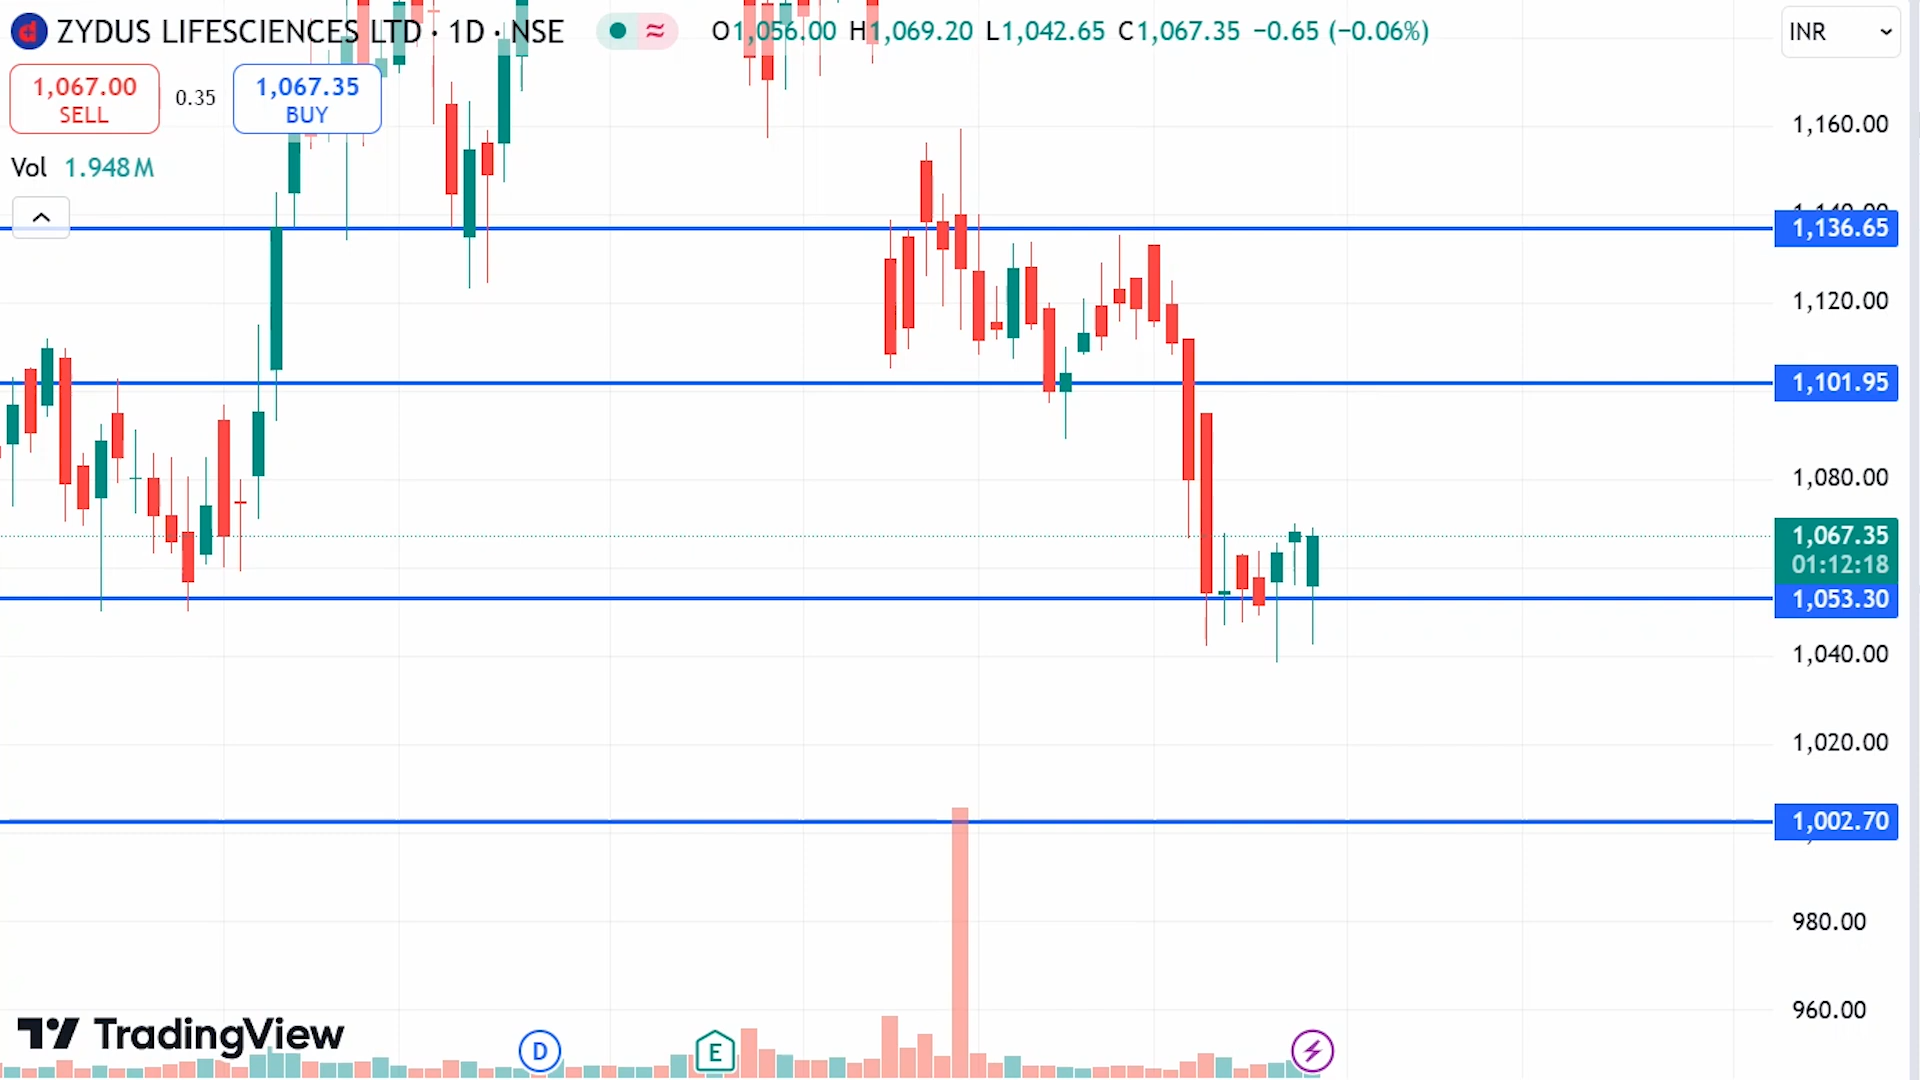 ZYDUS LIFESCIENCES LTD · 1D · NSE
O1,056.00 H1,069.20 L1,042.65 C1,067.35 −0.65 (−0.06%)
INR
1,067.00
SELL
0.35
1,067.35
BUY
Vol 1.948M
1,160.00
1,136.65
1,120.00
1,101.95
1,080.00
1,067.35
01:12:18
1,053.30
1,040.00
1,020.00
1,002.70
980.00
960.00
TradingView
D
E